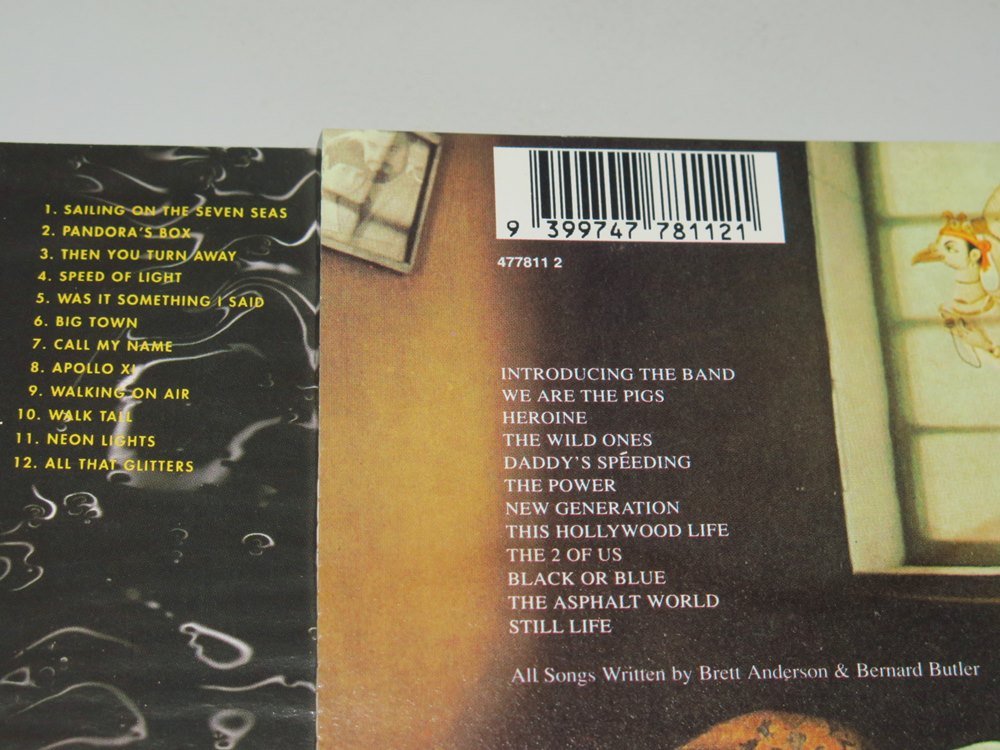 1. SAILING ON THE SEVEN SEAS
2. PANDORA'S BOX
3. THEN YOU TURN AWAY
4. SPEED OF LIGHT
5. WAS IT SOMETHING I SAID
6. BIG TOWN
7. CALL MY NAME
8. APOLLO XI
9. WALKING ON AIR
10. WALK TALL
11. NEON LIGHTS
12. ALL THAT GLITTERS
9 399747 781121
477811 2
INTRODUCING THE BAND
WE ARE THE PIGS
HEROINE
THE WILD ONES
DADDY'S SPÉEDING
THE POWER
NEW GENERATION
THIS HOLLYWOOD LIFE
THE 2 OF US
BLACK OR BLUE
THE ASPHALT WORLD
STILL LIFE
All Songs Written by Brett Anderson & Bernard Butler